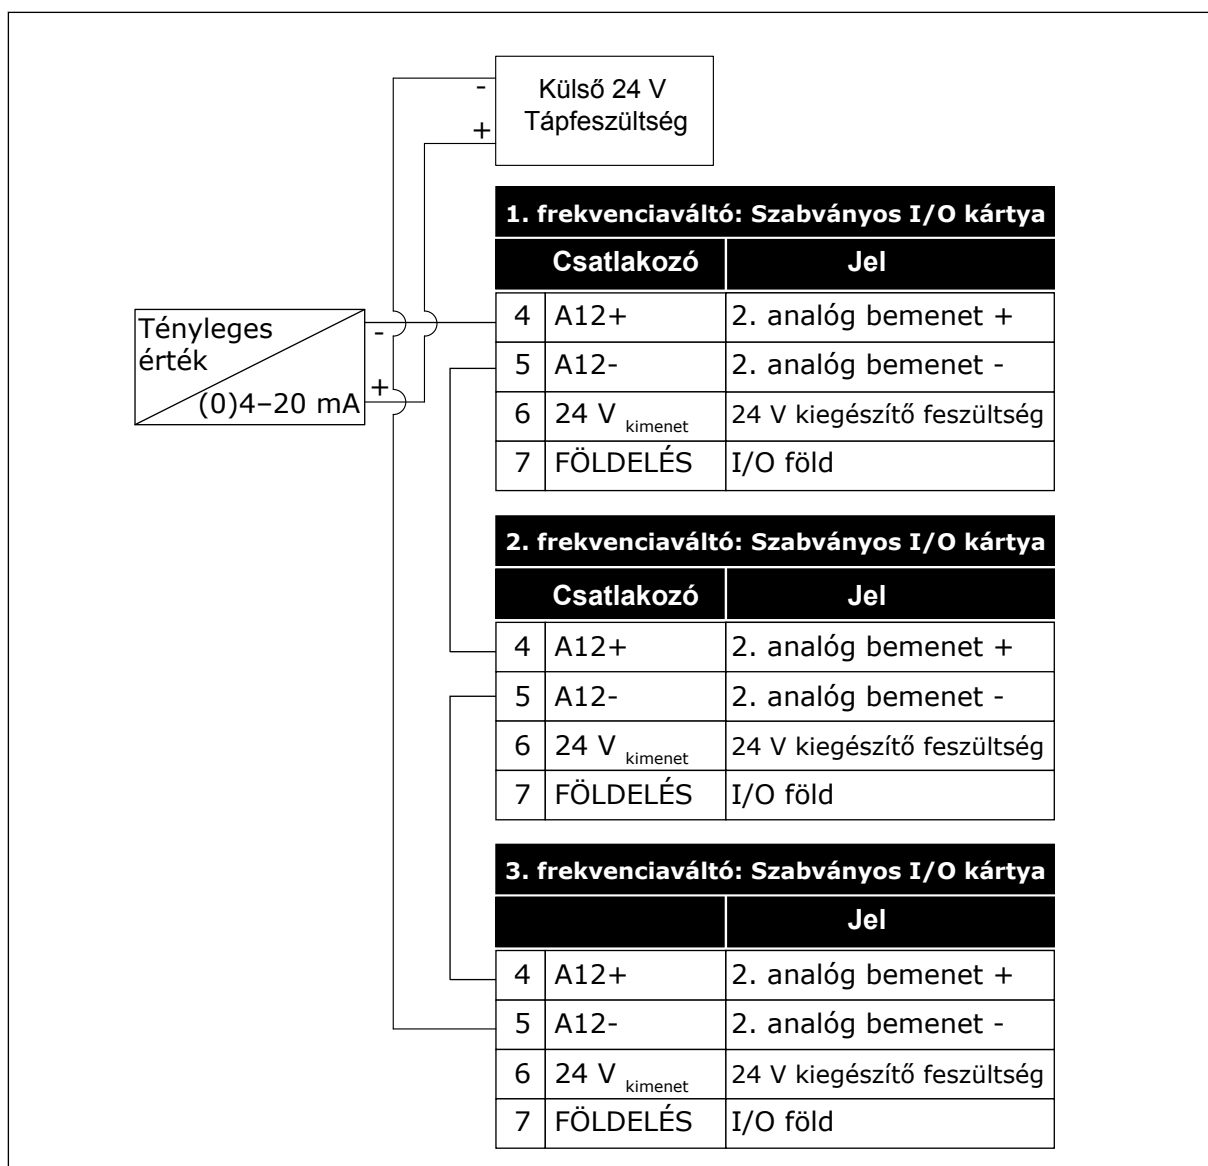 -
Külső 24 V
Tápfeszültség
+
1. frekvenciaváltó: Szabványos I/O kártya
Csatlakozó Jel
Tényleges
érték
(0)4–20 mA
-
+
4 A12+ 2. analóg bemenet +
5 A12- 2. analóg bemenet -
6 24 V kimenet 24 V kiegészítő feszültség
7 FÖLDELÉS I/O föld
2. frekvenciaváltó: Szabványos I/O kártya
Csatlakozó Jel
4 A12+ 2. analóg bemenet +
5 A12- 2. analóg bemenet -
6 24 V kimenet 24 V kiegészítő feszültség
7 FÖLDELÉS I/O föld
3. frekvenciaváltó: Szabványos I/O kártya
Jel
4 A12+ 2. analóg bemenet +
5 A12- 2. analóg bemenet -
6 24 V kimenet 24 V kiegészítő feszültség
7 FÖLDELÉS I/O föld